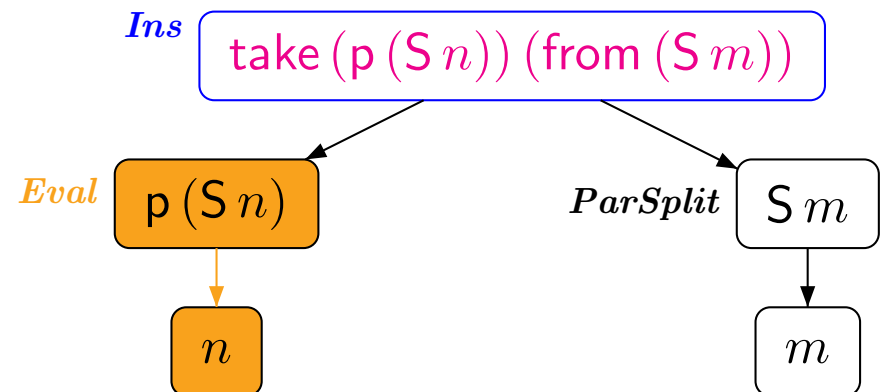 Ins
take (p (S n)) (from (S m))
Eval
p (S n)
ParSplit
S m
n
m